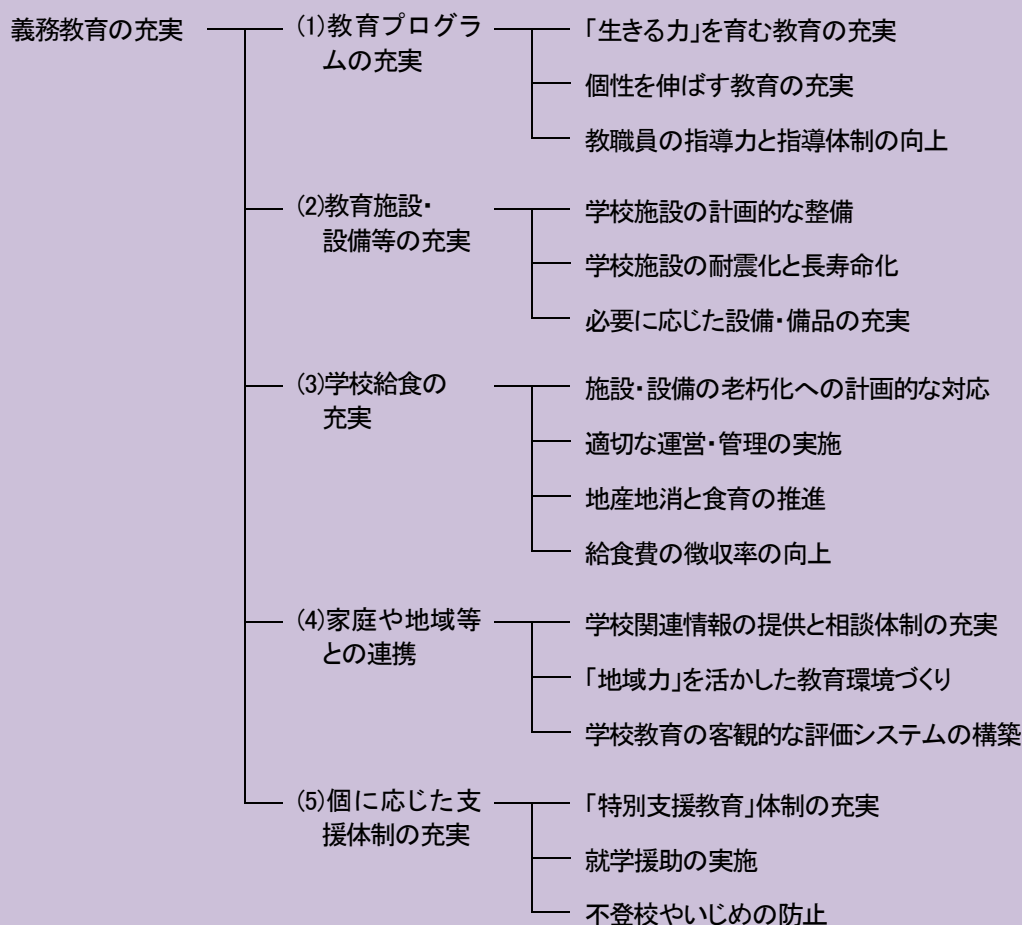 義務教育の充実
(1)教育プログラ
ムの充実
「生きる力」を育む教育の充実
個性を伸ばす教育の充実
教職員の指導力と指導体制の向上
(2)教育施設・
設備等の充実
学校施設の計画的な整備
学校施設の耐震化と長寿命化
必要に応じた設備・備品の充実
(3)学校給食の
充実
施設・設備の老朽化への計画的な対応
適切な運営・管理の実施
地産地消と食育の推進
給食費の徴収率の向上
(4)家庭や地域等
との連携
学校関連情報の提供と相談体制の充実
「地域力」を活かした教育環境づくり
学校教育の客観的な評価システムの構築
(5)個に応じた支
援体制の充実
「特別支援教育」体制の充実
就学援助の実施
不登校やいじめの防止